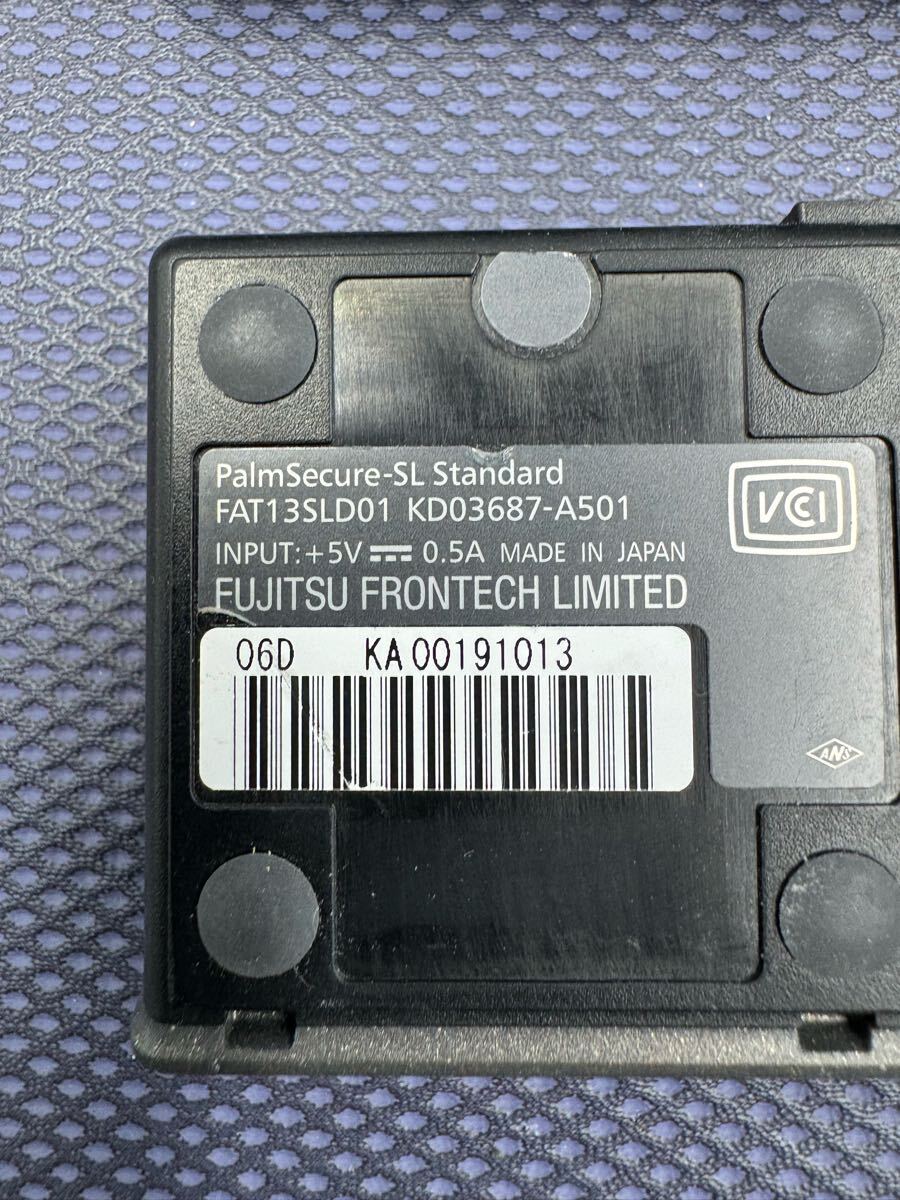 PalmSecure-SL Standard
FAT13SLD01 KD03687-A501
VCCI
INPUT:+5V ⎓ 0.5A MADE IN JAPAN
FUJITSU FRONTECH LIMITED
06D KA00191013
ANS